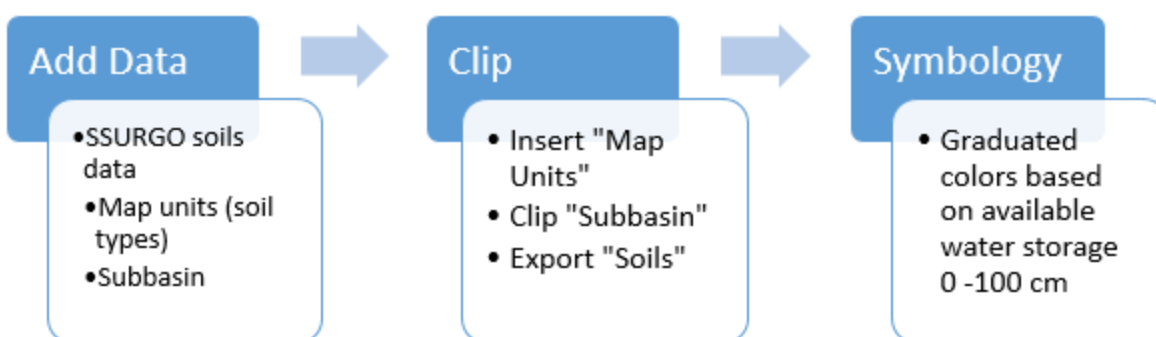 Add Data
•SSURGO soils
data
•Map units (soil
types)
•Subbasin
Clip
• Insert "Map
Units"
• Clip "Subbasin"
• Export "Soils"
Symbology
• Graduated
colors based
on available
water storage
0 -100 cm